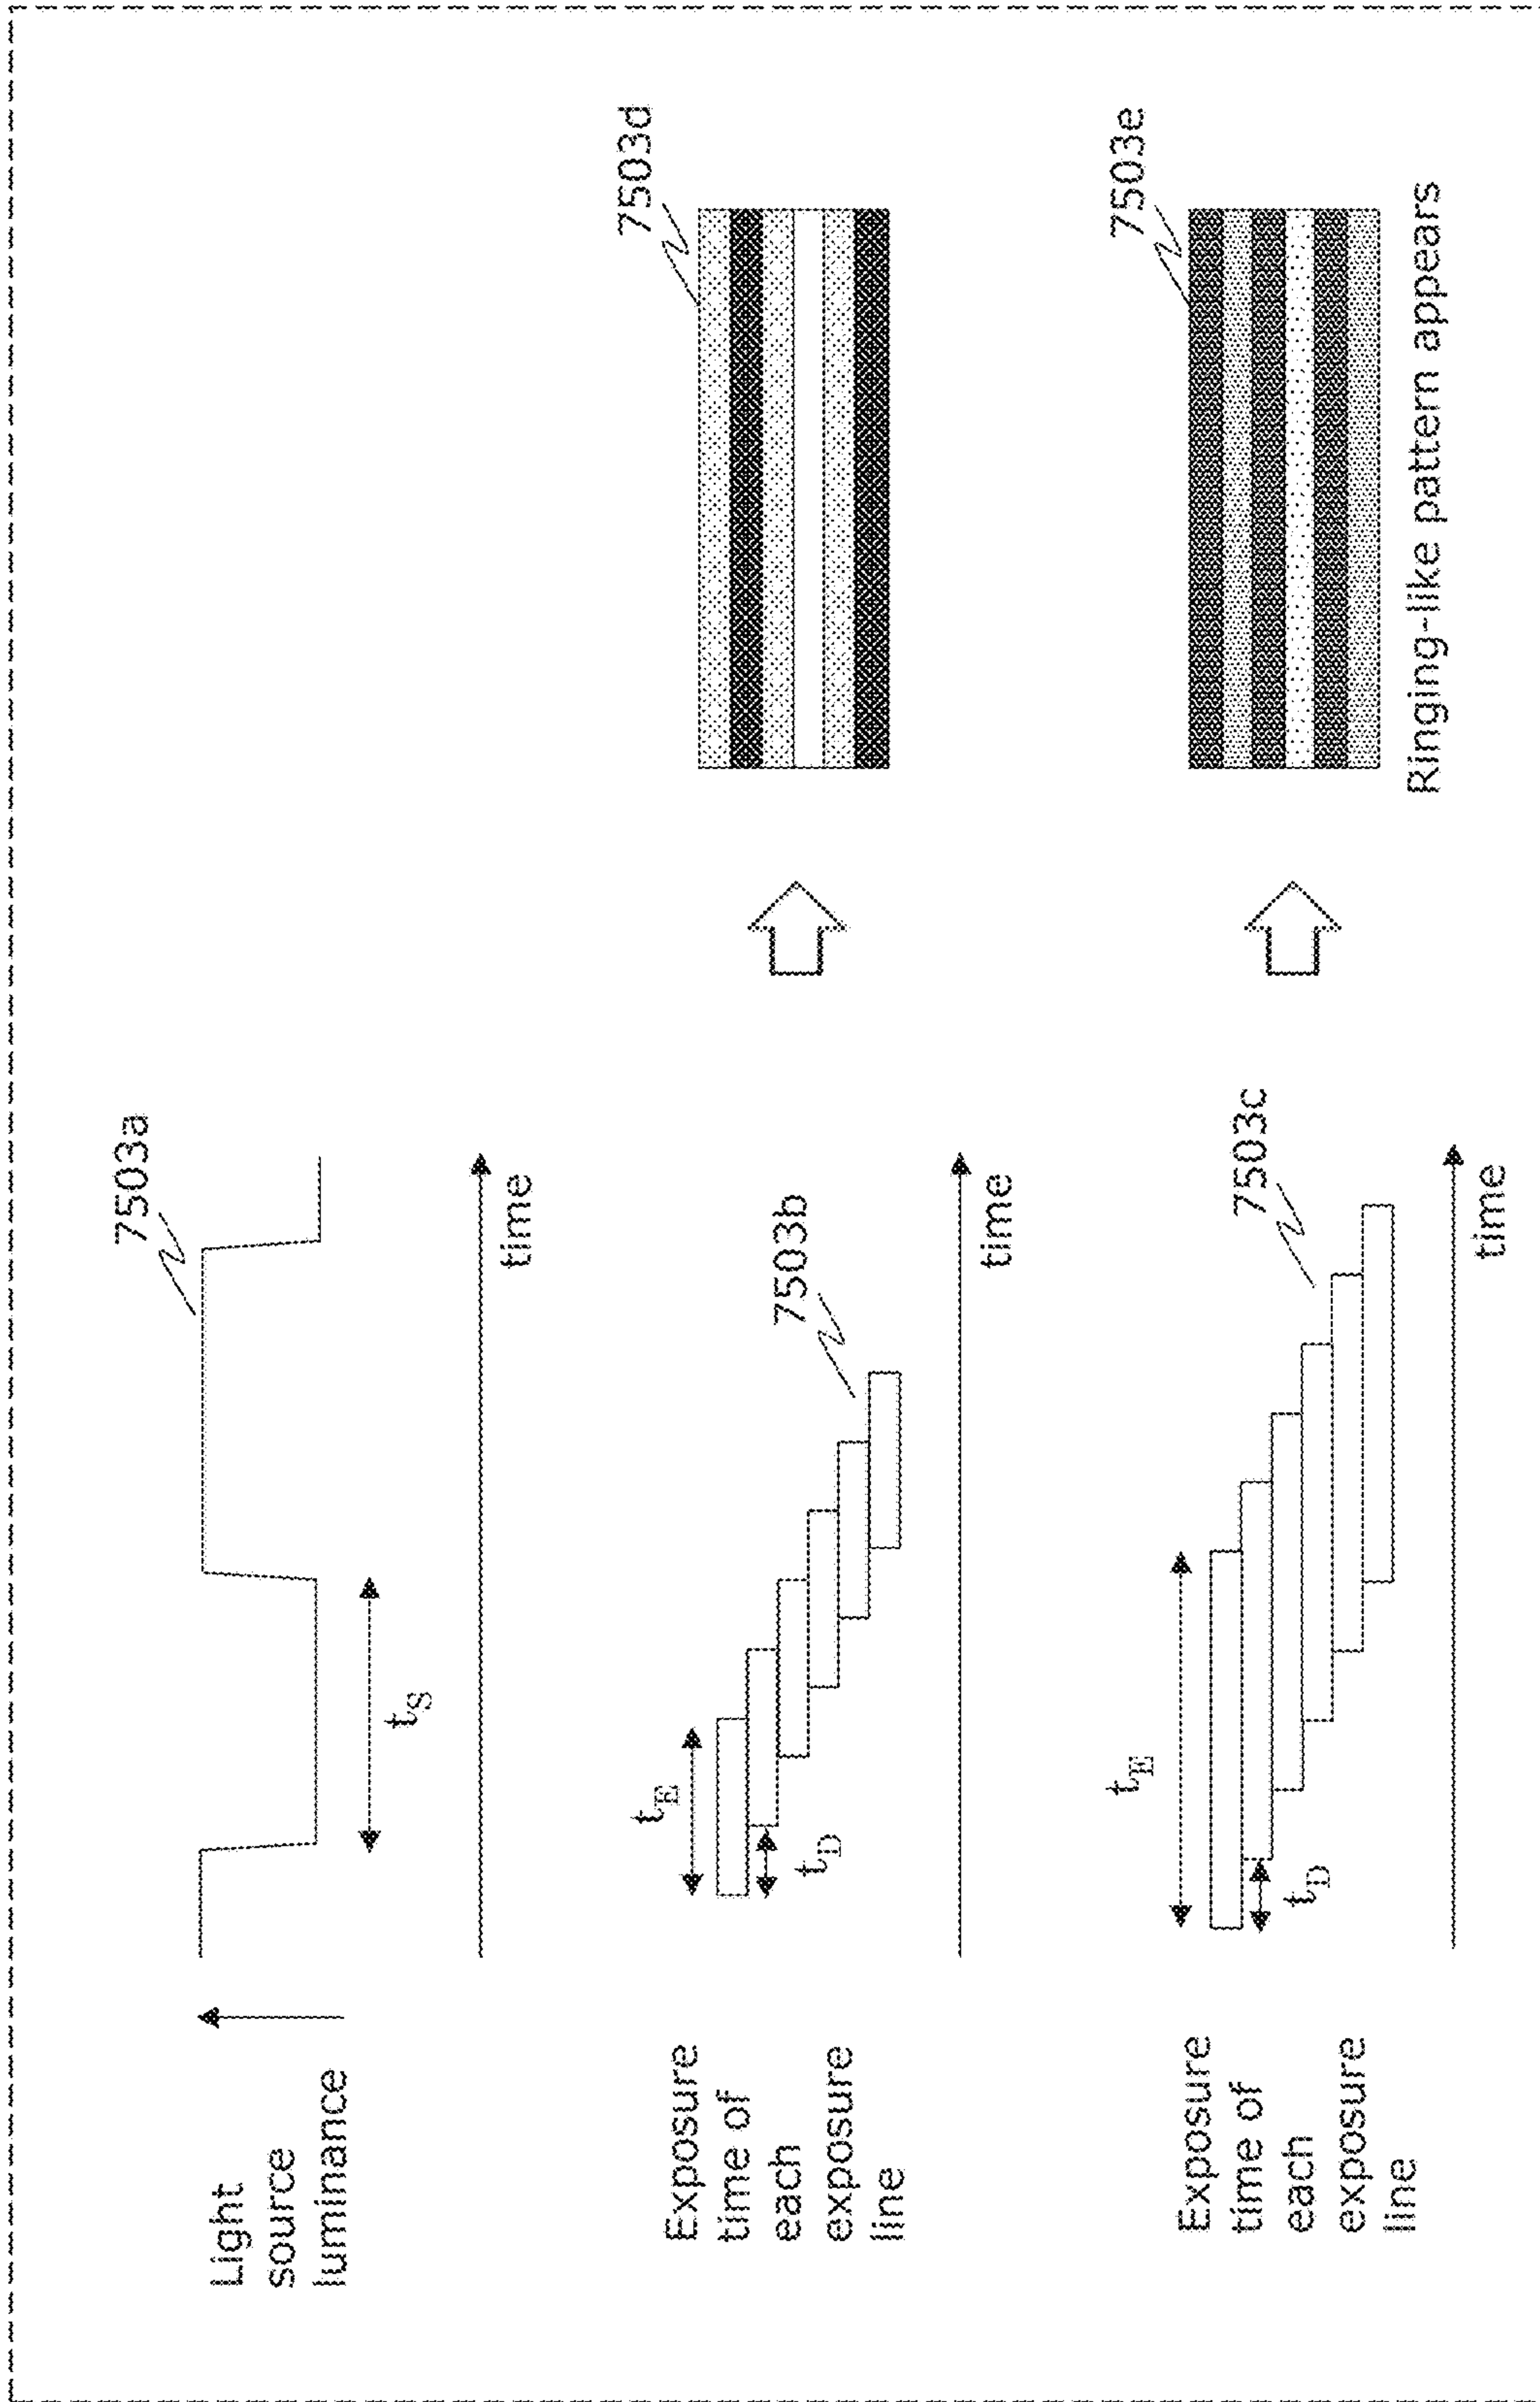 Light
source
luminance
7503a
tS
time
Exposure
time of
each
exposure
line
tE
tD
7503b
time
7503d
Exposure
time of
each
exposure
line
tE
tD
7503c
time
7503e
Ringing-like pattern appears